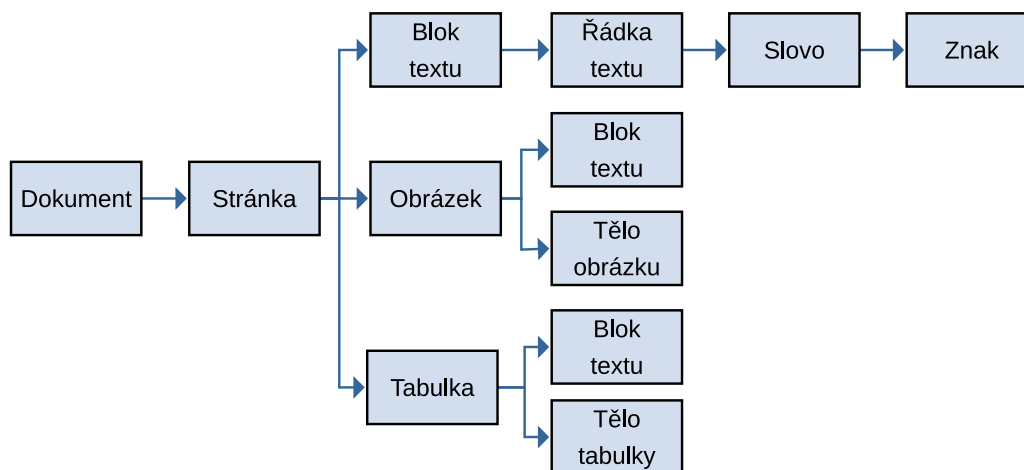 Blok
textu
Řádka
textu
Slovo
Znak
Dokument
Stránka
Obrázek
Blok
textu
Tělo
obrázku
Tabulka
Blok
textu
Tělo
tabulky